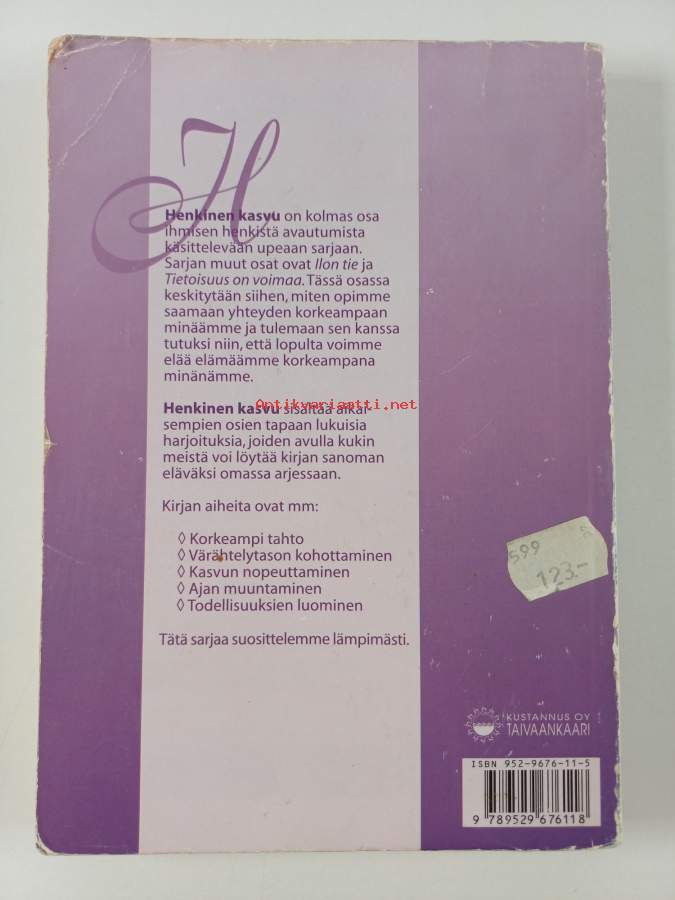 H
Henkinen kasvu on kolmas osa
ihmisen henkistä avautumista
käsittelevään upeaan sarjaan.
Sarjan muut osat ovat Ilon tie ja
Tietoisuus on voimaa. Tässä osassa
keskitytään siihen, miten opimme
saamaan yhteyden korkeampaan
minäämme ja tulemaan sen kanssa
tutuksi niin, että lopulta voimme
elää elämäämme korkeampana
minänämme.
Antikvariaatti.net
Henkinen kasvu sisältää aikai-
sempien osien tapaan lukuisia
harjoituksia, joiden avulla kukin
meistä voi löytää kirjan sanoman
eläväksi omassa arjessaan.
Kirjan aiheita ovat mm:
◊ Korkeampi tahto
◊ Värähtelytason kohottaminen
◊ Kasvun nopeuttaminen
◊ Ajan muuntaminen
◊ Todellisuuksien luominen
Tätä sarjaa suosittelemme lämpimästi.
599
123.-
KUSTANNUS OY
TAIVAANKAARI
ISBN 952-9676-11-5
9 789529 676118